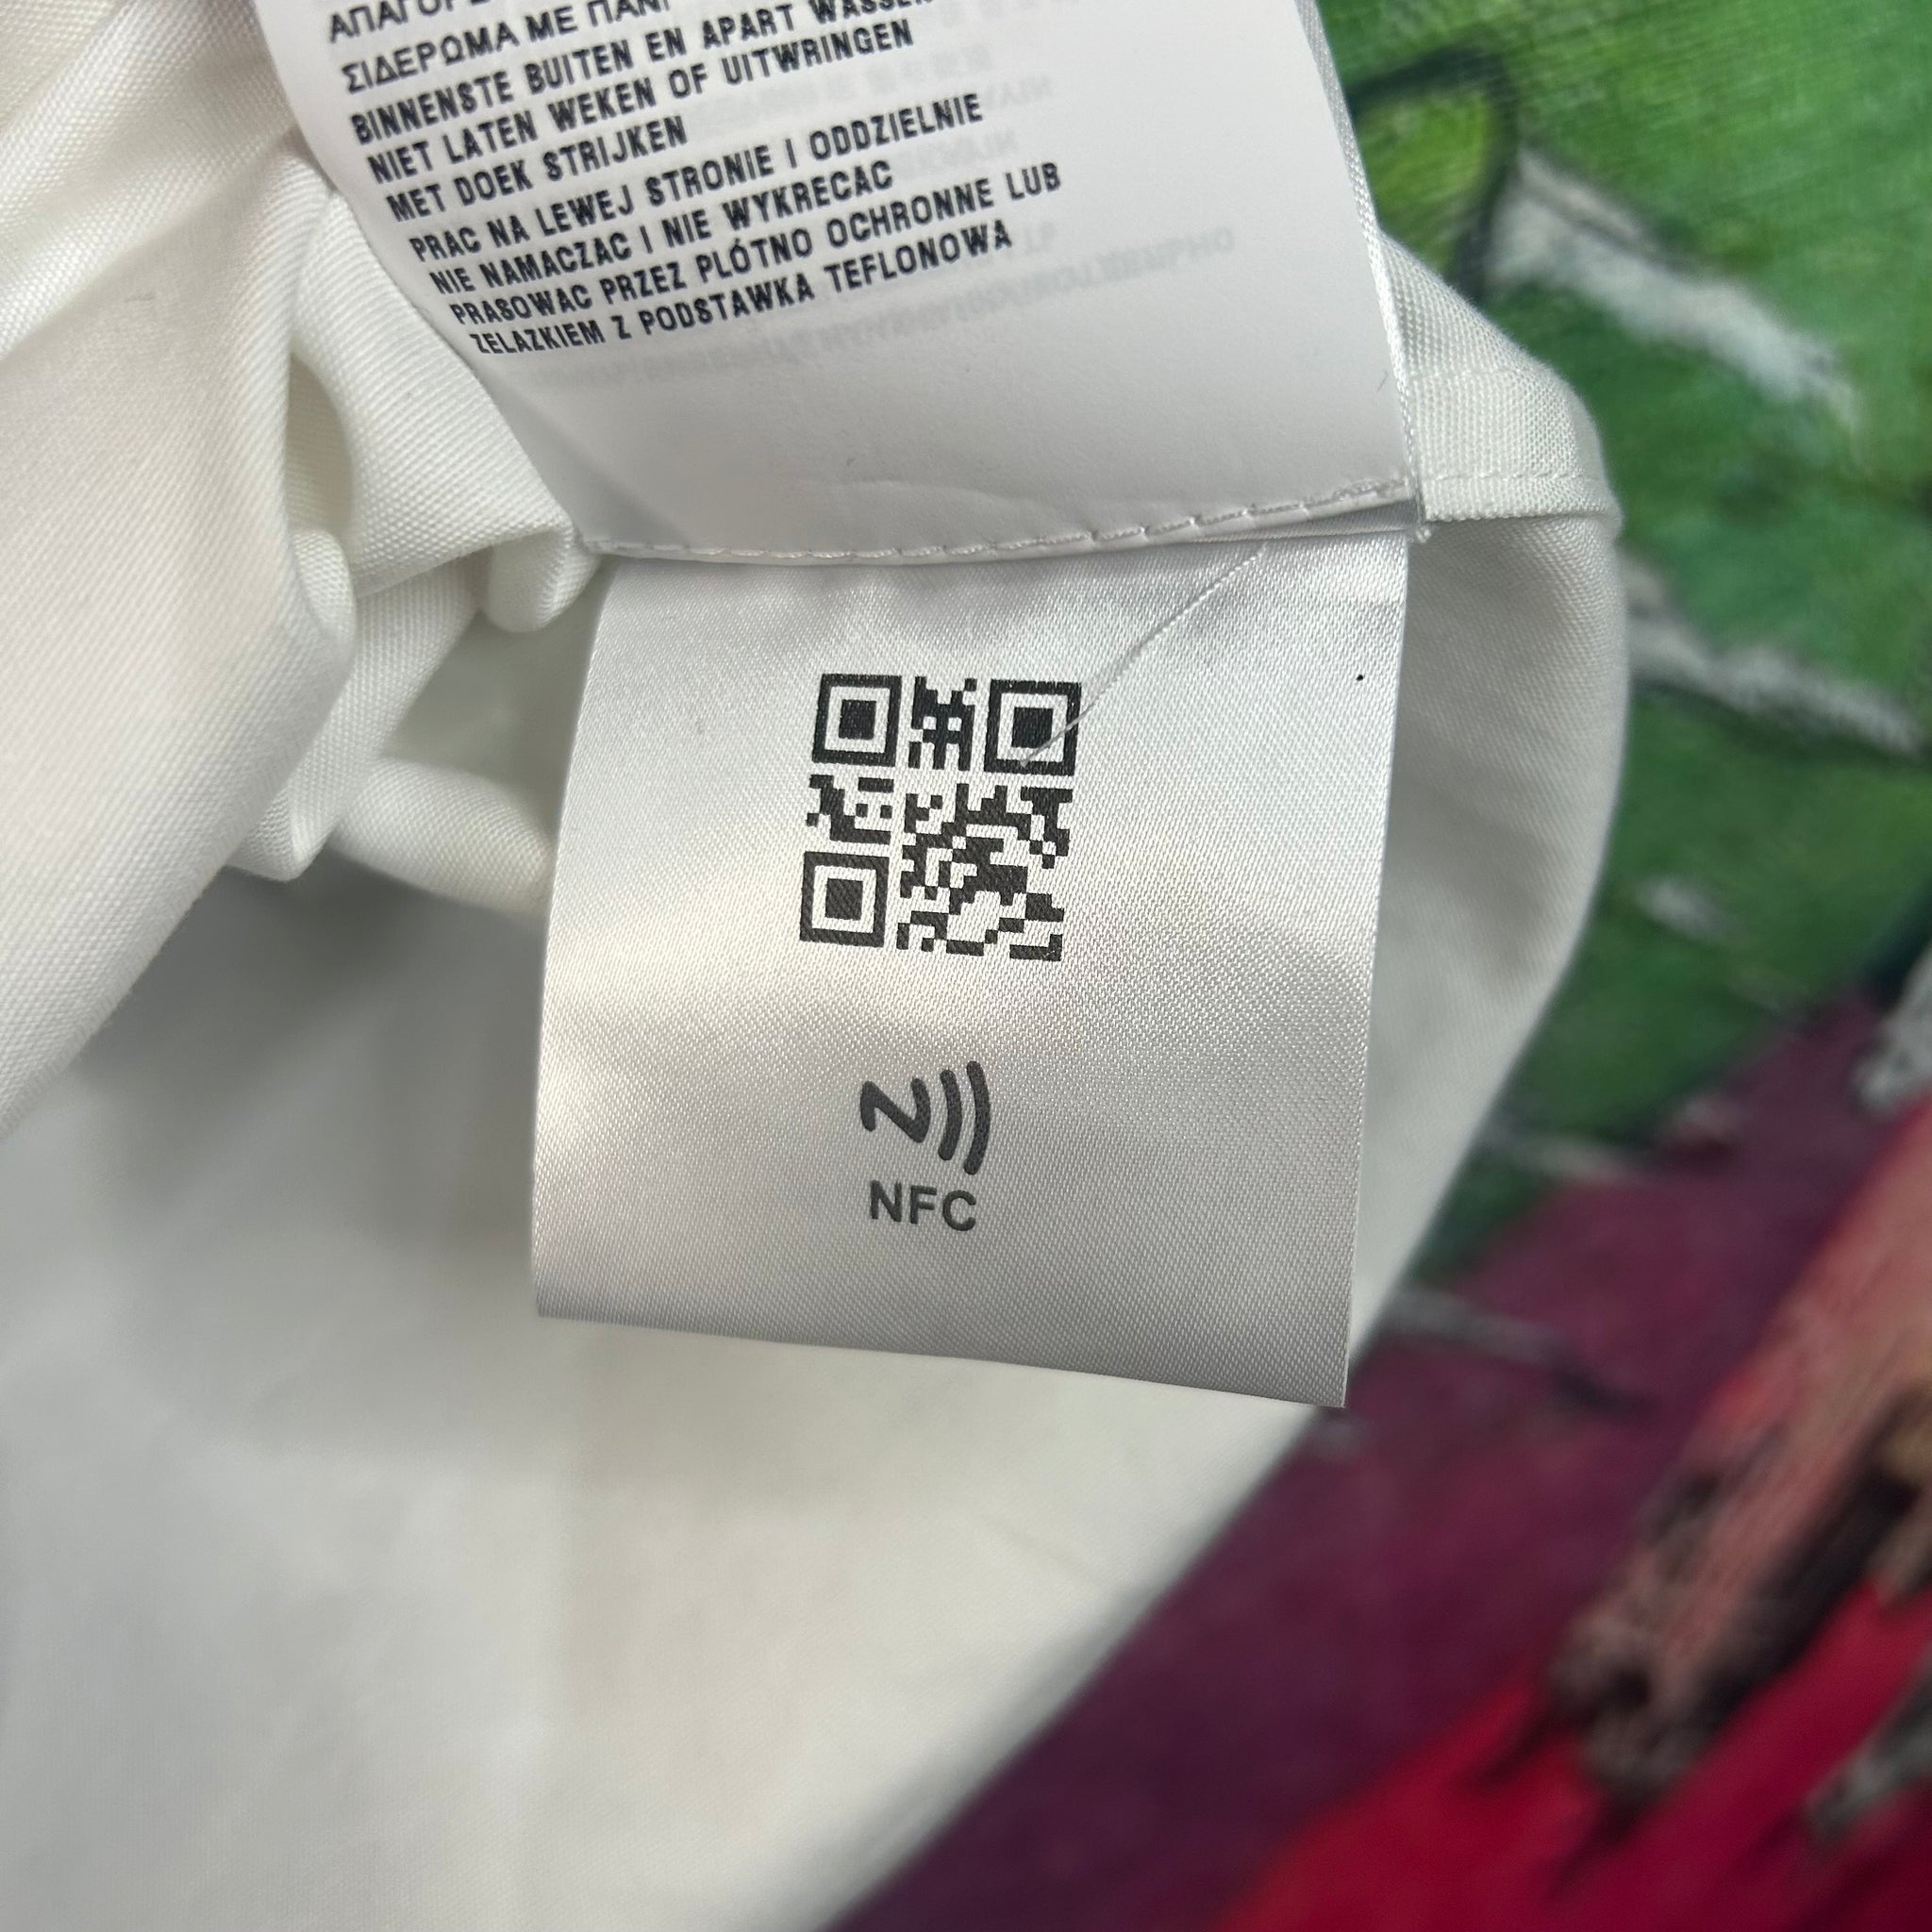 ΣΙΔΕΡΩΜΑ ΜΕ ΠΑΝΙ
BINNENSTE BUITEN EN APART WASSEN
NIET LATEN WEKEN OF UITWRINGEN
MET DOEK STRIJKEN
PRAC NA LEWEJ STRONIE I ODDZIELNIE
NIE NAMACZAC I NIE WYKRECAC
PRASOWAC PRZEZ PLÓTNO OCHRONNE LUB
ZELAZKIEM Z PODSTAWKA TEFLONOWA
N
NFC